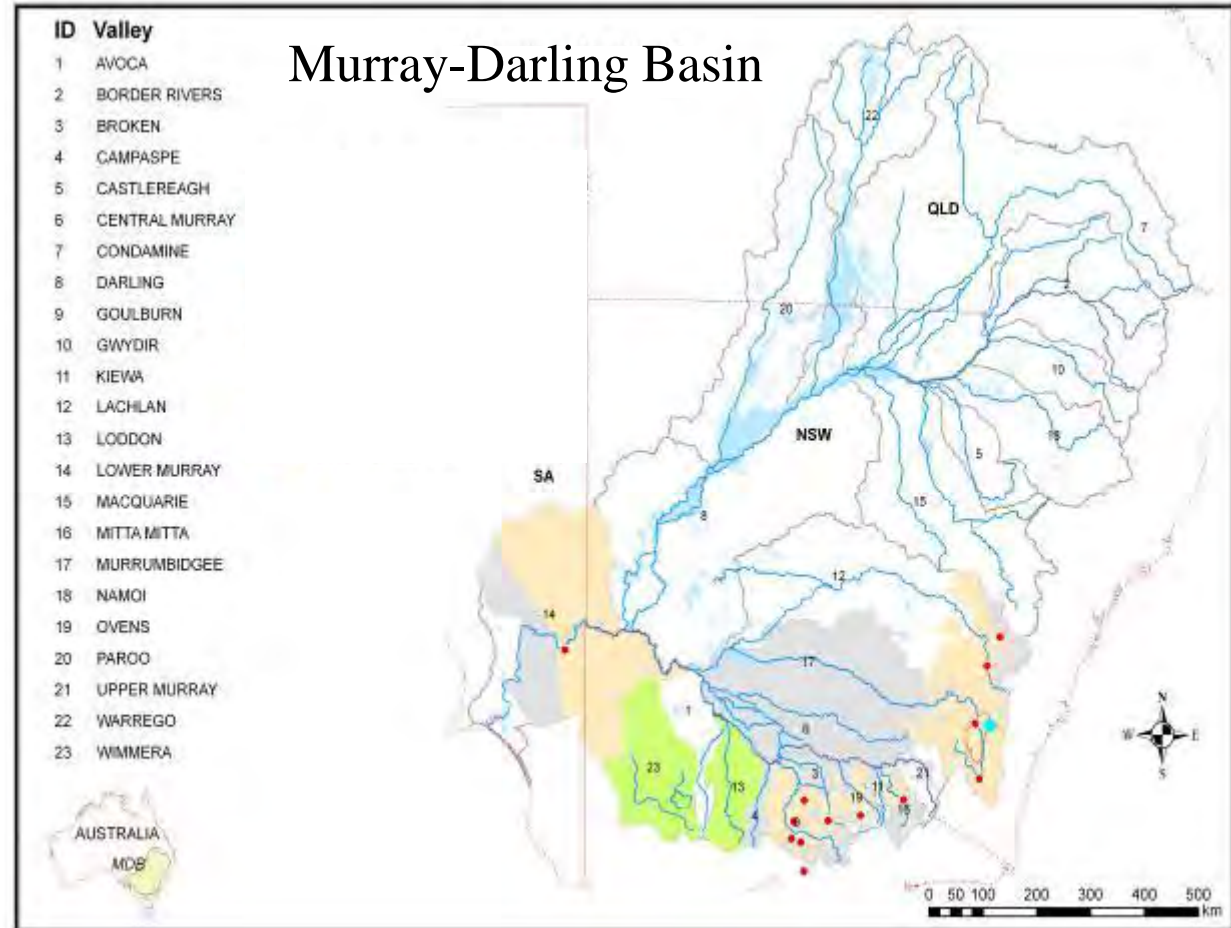 Murray-Darling Basin
ID Valley
1 AVOCA
2 BORDER RIVERS
3 BROKEN
4 CAMPASPE
5 CASTLEREAGH
6 CENTRAL MURRAY
7 CONDAMINE
8 DARLING
9 GOULBURN
10 GWYDIR
11 KIEWA
12 LACHLAN
13 LODDON
14 LOWER MURRAY
15 MACQUARIE
16 MITTA MITTA
17 MURRUMBIDGEE
18 NAMOI
19 OVENS
20 PAROO
21 UPPER MURRAY
22 WARREGO
23 WIMMERA
22
QLD
7
2
20
10
NSW
18
5
SA
15
8
12
14
17
1
6
23
13
3
21
19
11
16
4
N
W E
S
AUSTRALIA
MDB
0 50 100 200 300 400 500
km